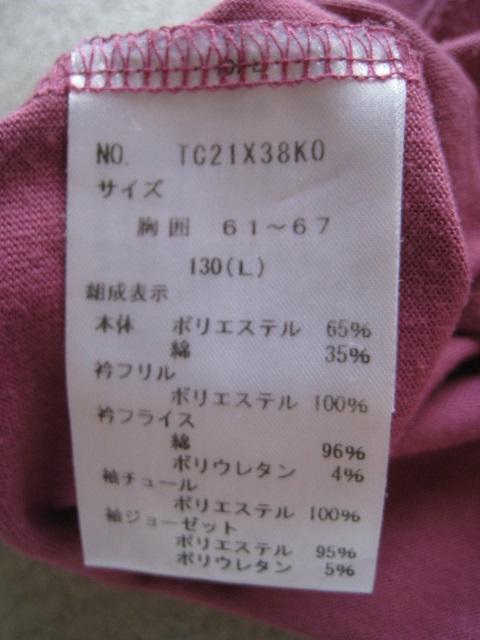 NO. TC21X38KO
サイズ
胸囲 61～67
130(L)
組成表示
本体 ポリエステル 65%
綿 35%
衿フリル
ポリエステル 100%
衿フライス
綿 96%
ポリウレタン 4%
袖チュール
ポリエステル 100%
袖ジョーゼット
ポリエステル 95%
ポリウレタン 5%